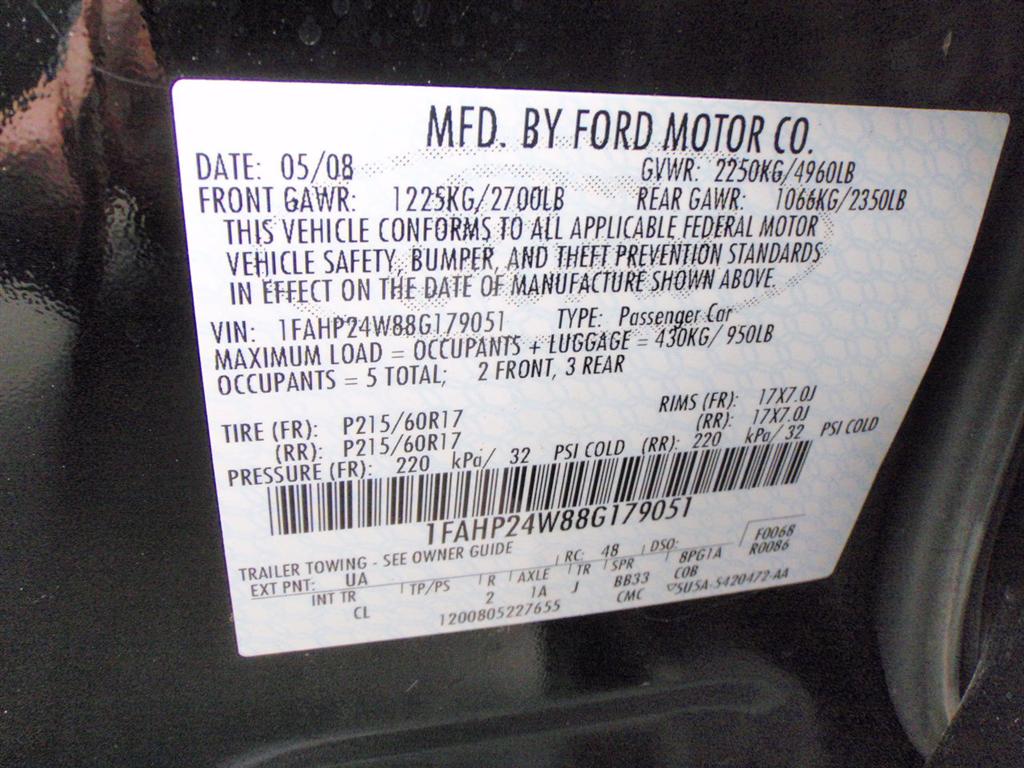 MFD. BY FORD MOTOR CO.
DATE: 05/08 GVWR: 2250KG/4960LB
FRONT GAWR: 1225KG/2700LB REAR GAWR: 1066KG/2350LB
THIS VEHICLE CONFORMS TO ALL APPLICABLE FEDERAL MOTOR
VEHICLE SAFETY, BUMPER, AND THEFT PREVENTION STANDARDS
IN EFFECT ON THE DATE OF MANUFACTURE SHOWN ABOVE.
VIN: 1FAHP24W88G179051 TYPE: Passenger Car
MAXIMUM LOAD = OCCUPANTS + LUGGAGE = 430KG/ 950LB
OCCUPANTS = 5 TOTAL; 2 FRONT, 3 REAR
TIRE (FR): P215/60R17 RIMS (FR): 17X7.0J
(RR): P215/60R17 (RR): 17X7.0J
PRESSURE (FR): 220 kPa/ 32 PSI COLD (RR): 220 kPa/ 32 PSI COLD
1FAHP24W88G179051
TRAILER TOWING - SEE OWNER GUIDE RC: 48 DSO: F0068
EXT PNT: UA R0086
INT TR TP/PS R AXLE TR SPR 8PG1A
CL 2 1A J BB33 COB
1200805227655 CMC 5U5A-5420472-AA